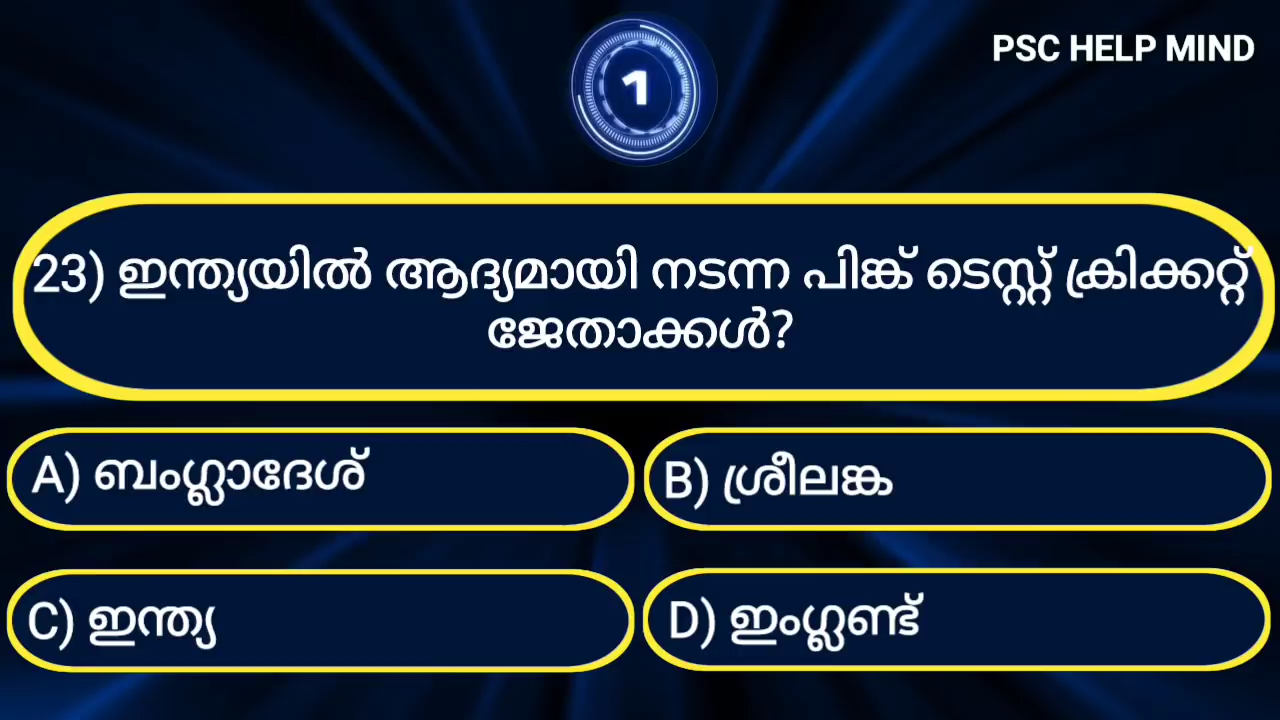 PSC HELP MIND
1
23) ഇന്ത്യയിൽ ആദ്യമായി നടന്ന പിങ്ക് ടെസ്റ്റ് ക്രിക്കറ്റ്
ജേതാക്കൾ?
A) ബംഗ്ലാദേശ്
B) ശ്രീലങ്ക
C) ഇന്ത്യ
D) ഇംഗ്ലണ്ട്